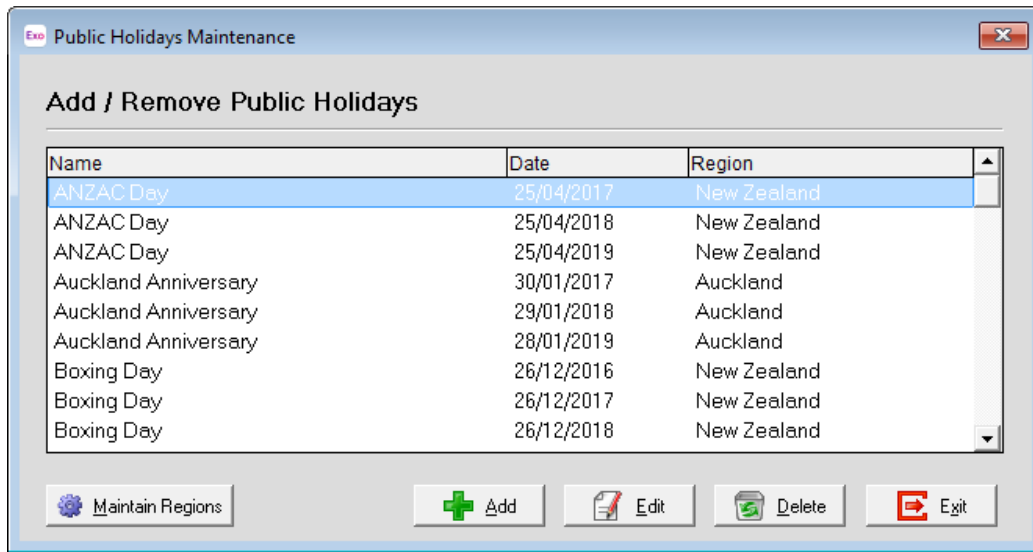 Exo Public Holidays Maintenance
Add / Remove Public Holidays
Name Date Region
ANZAC Day 25/04/2017 New Zealand
ANZAC Day 25/04/2018 New Zealand
ANZAC Day 25/04/2019 New Zealand
Auckland Anniversary 30/01/2017 Auckland
Auckland Anniversary 29/01/2018 Auckland
Auckland Anniversary 28/01/2019 Auckland
Boxing Day 26/12/2016 New Zealand
Boxing Day 26/12/2017 New Zealand
Boxing Day 26/12/2018 New Zealand
Maintain Regions Add Edit Delete Exit